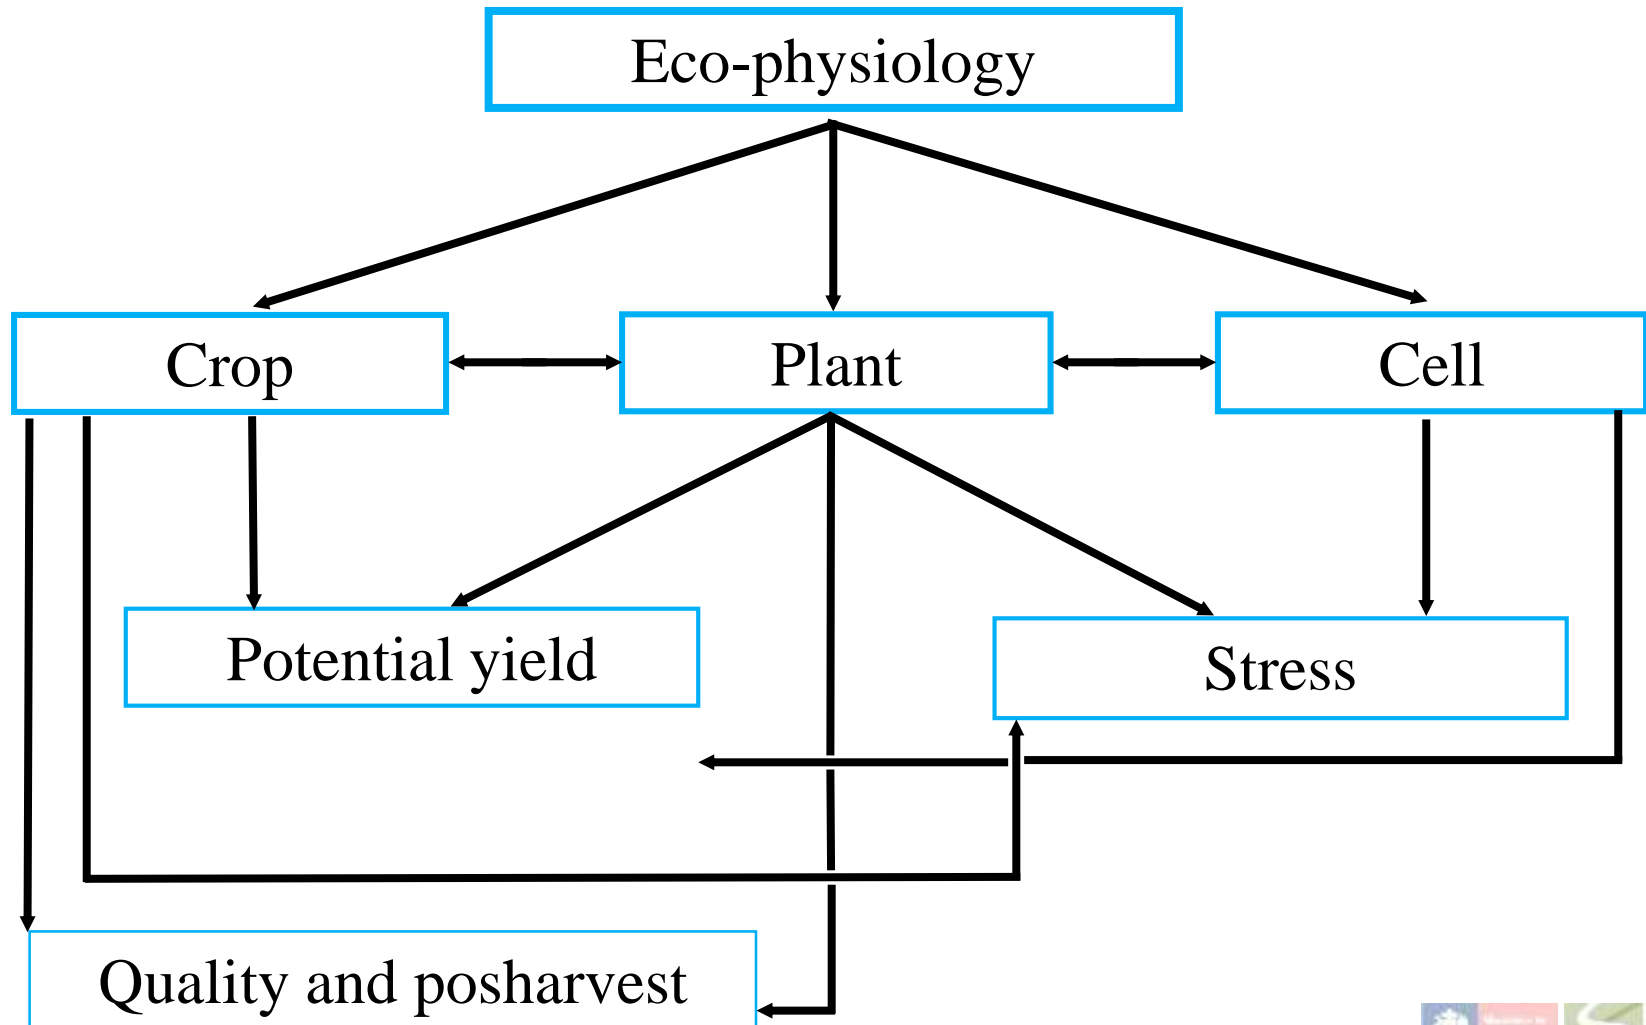 Eco-physiology
Crop
Plant
Cell
Potential yield
Stress
Quality and posharvest